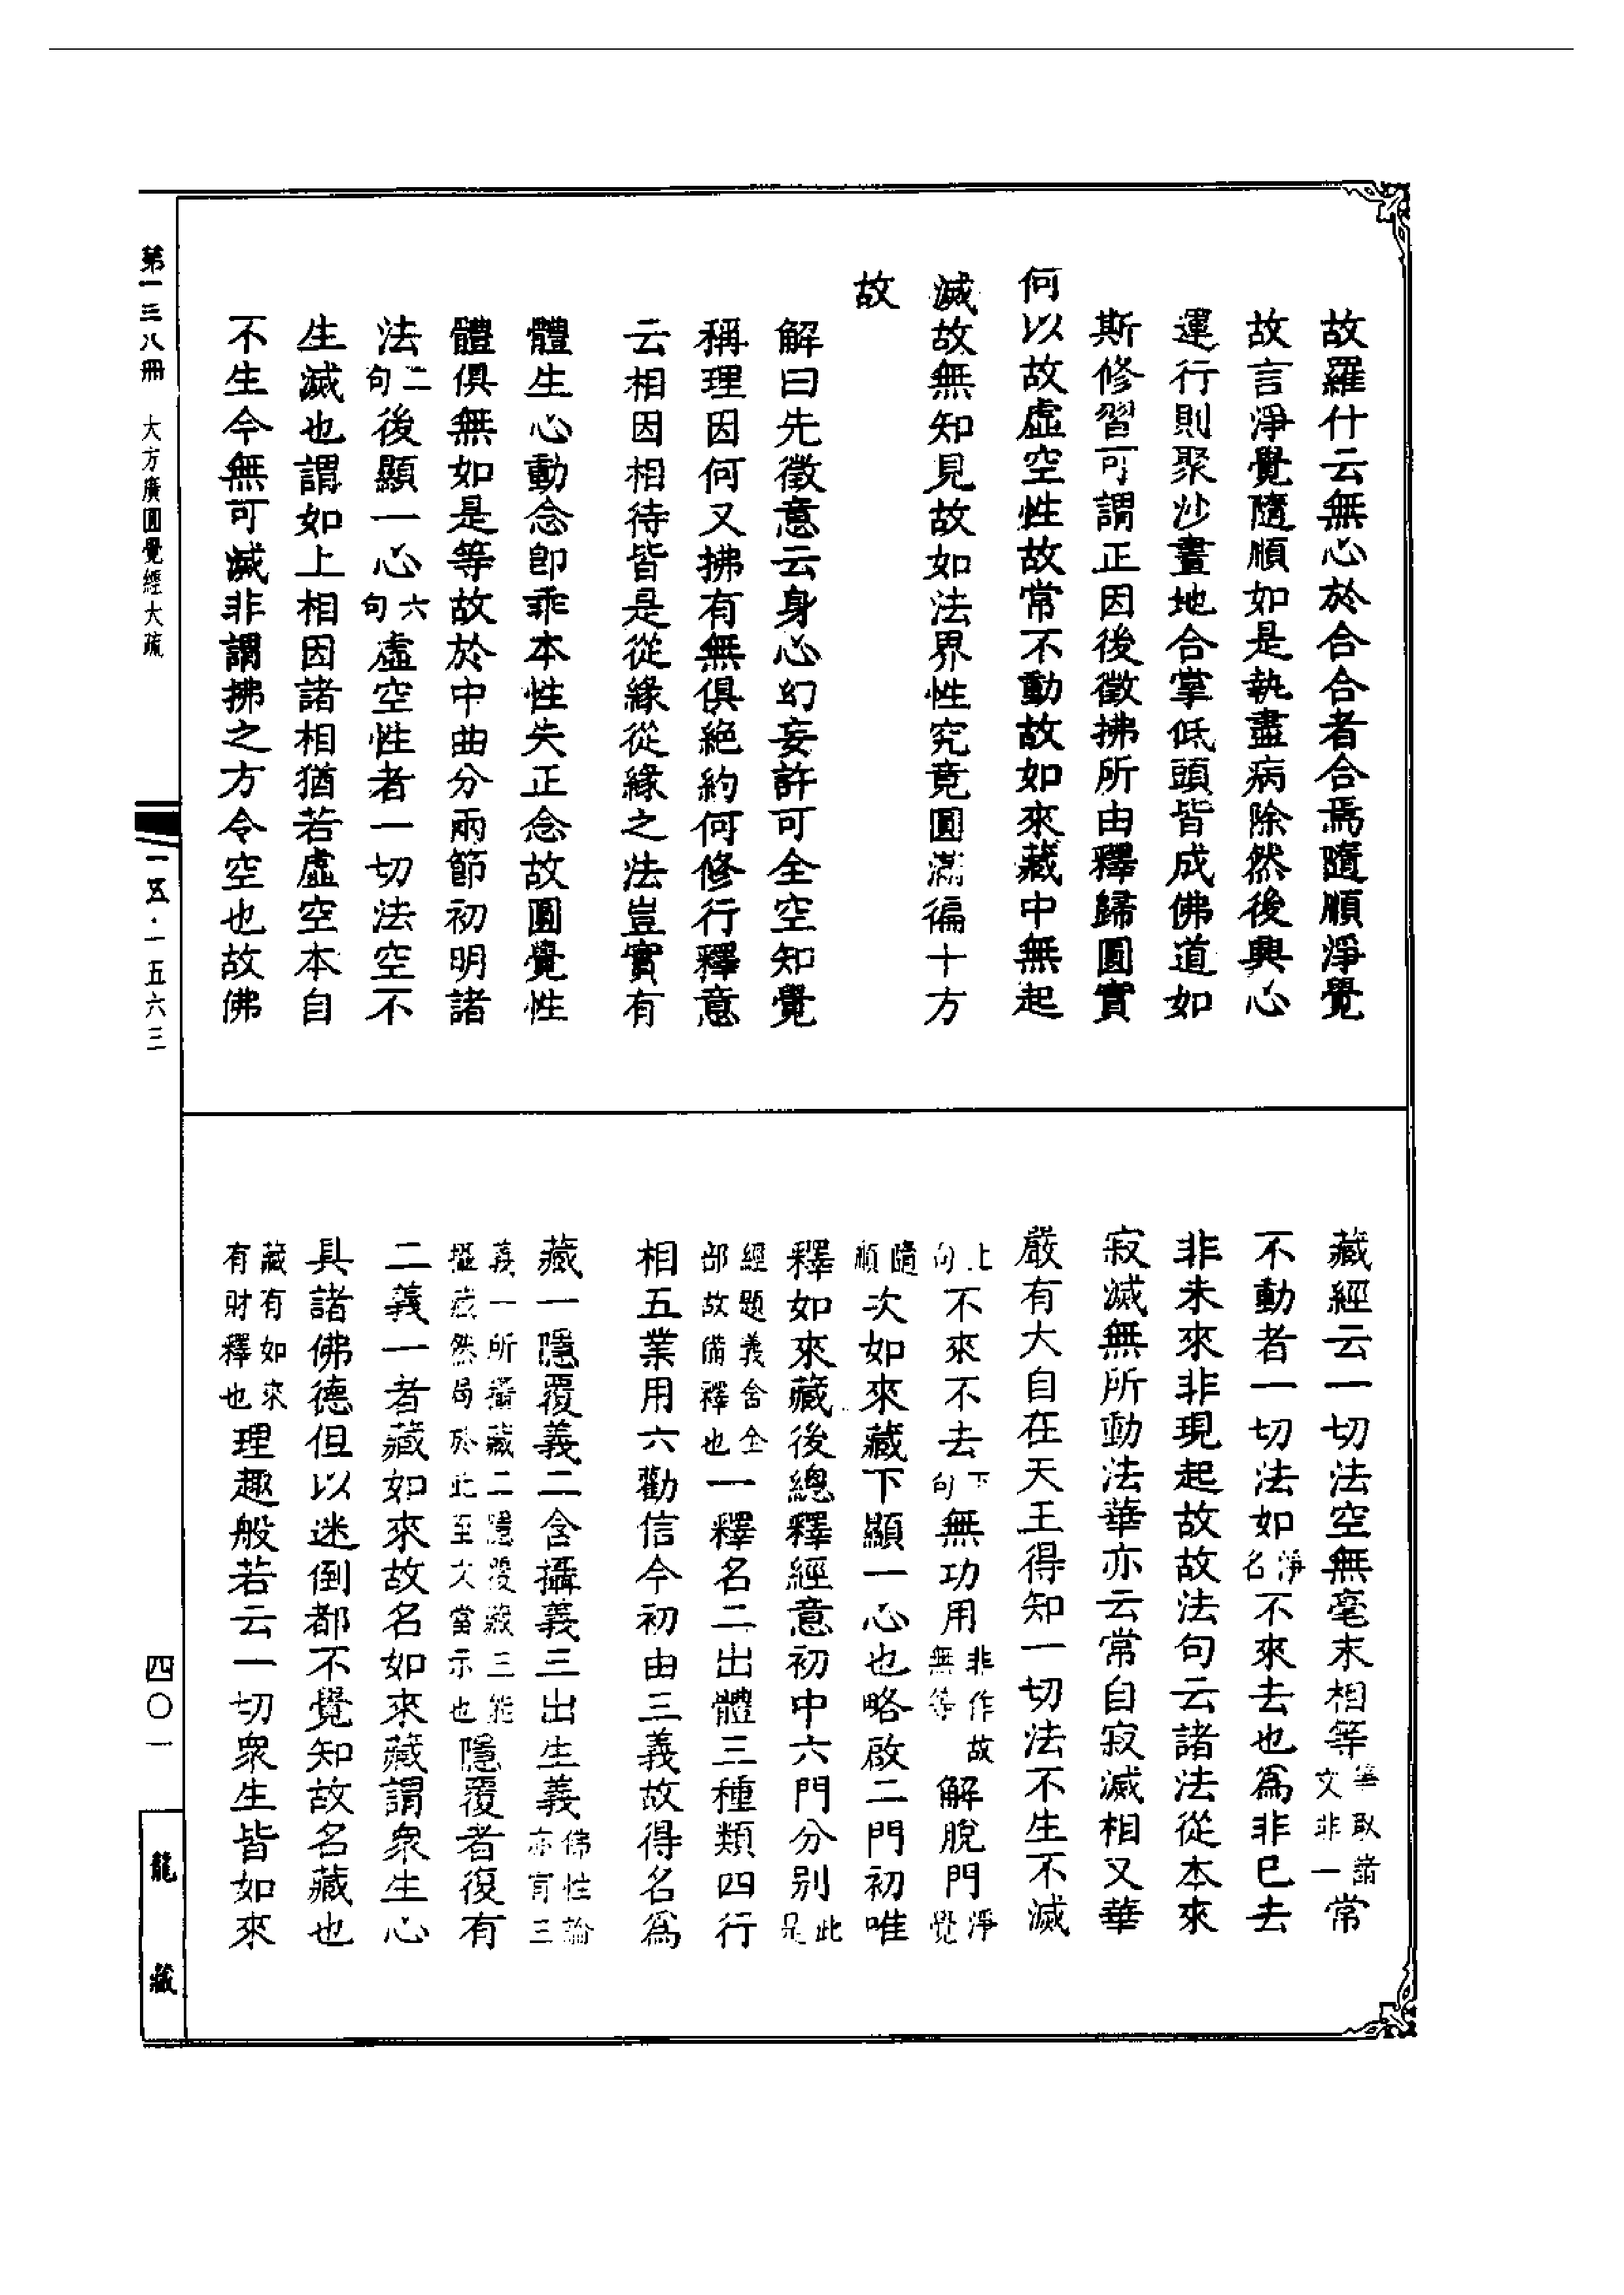 故羅什云無心於合合者合焉隨順淨覺
故言淨覺隨順如是執盡病除然後興心
運行則聚沙畫地合掌低頭皆成佛道如
斯修習可謂正因後徵拂所由釋歸圓實
何以故虛空性故常不動故如來藏中無起
滅故無知見故如法界性究竟圓滿徧十方
故
解曰先徵意云身心幻妄許可全空知覺
稱理因何又拂有無俱絕約何修行釋意
云相因相待皆是從緣從緣之法豈實有
體生心動念卽乖本性失正念故圓覺性
體俱無如是等故於中曲分兩節初明諸
法二句後顯一心六句虛空性者一切法空不
生滅也謂如上相因諸相猶若虛空本自
不生今無可滅非謂拂之方令空也故佛
藏經云一切法空無毫末相等等取諸文非一常
不動者一切法如淨名不來去也爲非已去
非未來非現起故故法句云諸法從本來
寂滅無所動法華亦云常自寂滅相又華
嚴有大自在天王得知一切法不生不滅
上句不來不去下句無功用非作故無等解脫門淨覺
隨順次如來藏下顯一心也略啟二門初唯
釋如來藏後總釋經意初中六門分別此是
經題義含全部故備釋也一釋名二出體三種類四行
相五業用六勸信今初由三義故得名爲
藏一隱覆義二含攝義三出生義佛性論亦有三
義一所攝藏二隱覆藏三能攝藏然局於此至文當示也隱覆者復有
二義一者藏如來故名如來藏謂衆生心
具諸佛德但以迷倒都不覺知故名藏也
藏有如來有財釋也理趣般若云一切衆生皆如來
第一三八冊 大方廣圓覺經大疏
一五·一五六三
四〇一
龍藏